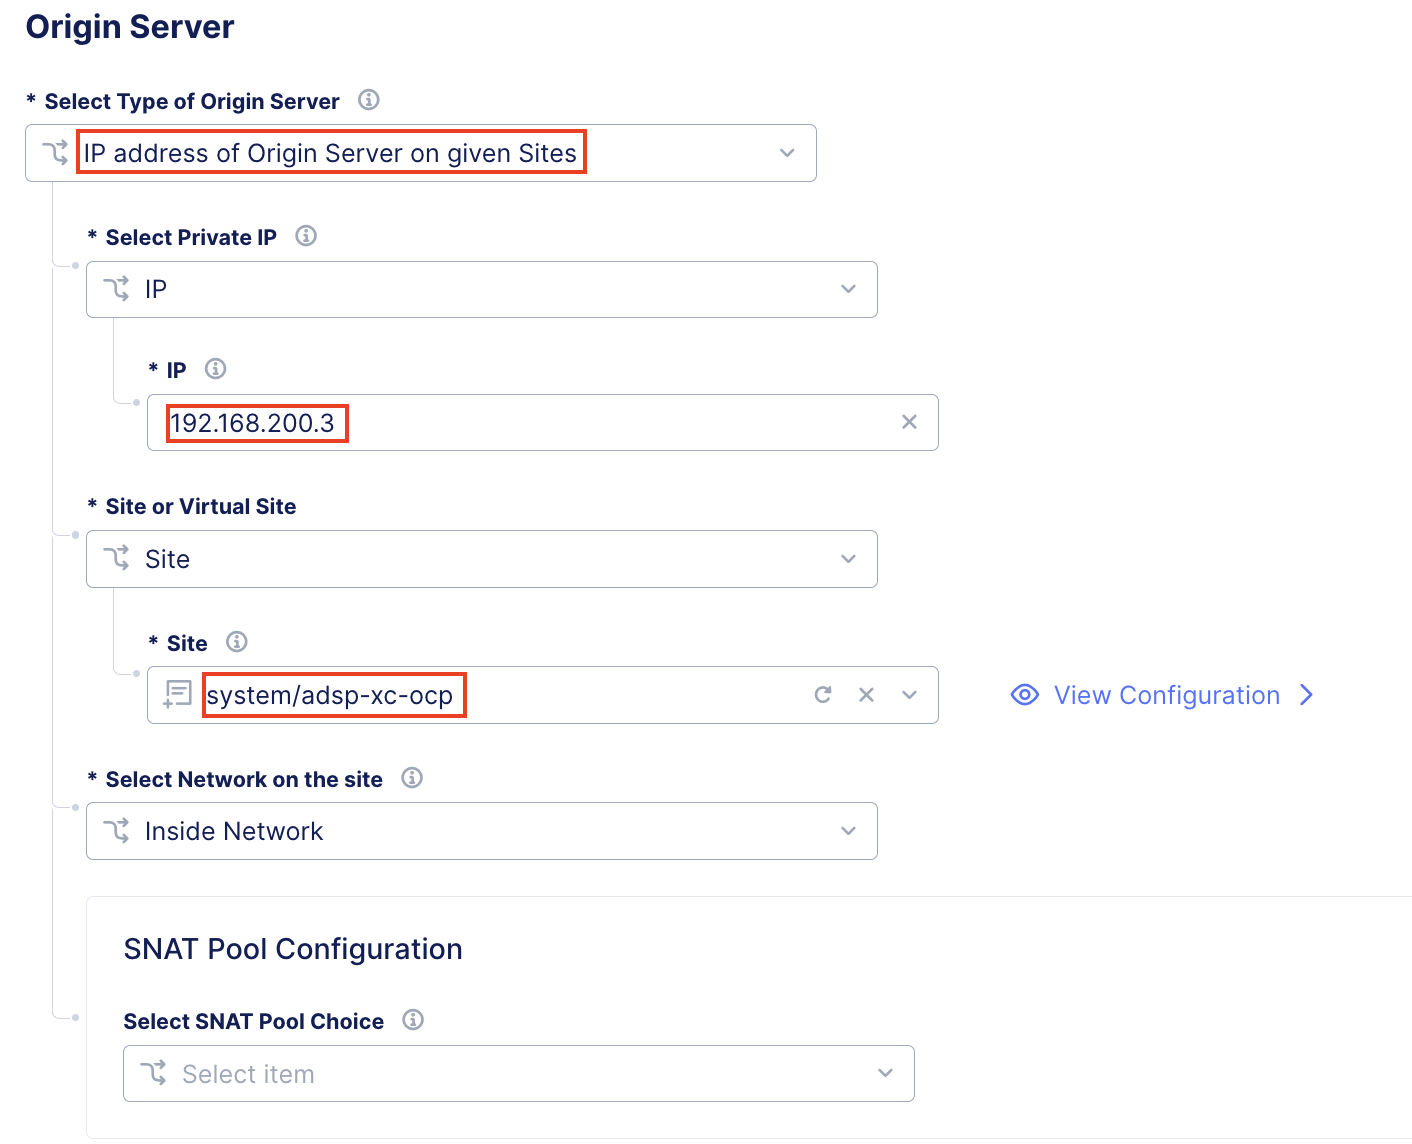 Origin Server
* Select Type of Origin Server
IP address of Origin Server on given Sites
* Select Private IP
IP
* IP
192.168.200.3
* Site or Virtual Site
Site
* Site
system/adsp-xc-ocp
View Configuration
* Select Network on the site
Inside Network
SNAT Pool Configuration
Select SNAT Pool Choice
Select item